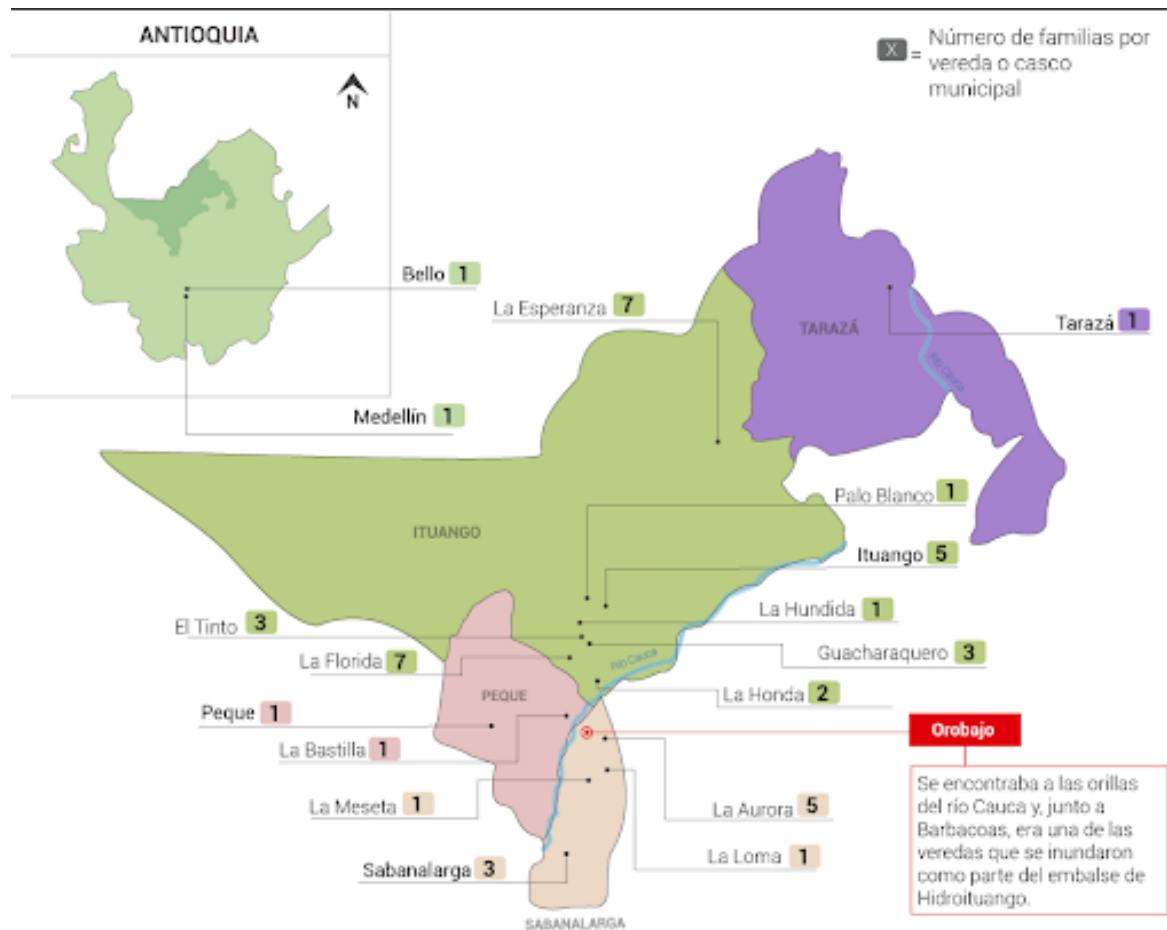 ANTIOQUIA
N
X = Número de familias por
vereda o casco
municipal
Bello 1
La Esperanza 7
TARAZÁ
Tarazá 1
Río Cauca
Medellín 1
Palo Blanco 1
ITUANGO
Ituango 5
La Hundida 1
El Tinto 3
Guacharaquero 3
La Florida 7
Río Cauca
La Honda 2
PEQUE
Peque 1
Orobajo
La Bastilla 1
Se encontraba a las orillas
del río Cauca y, junto a
Barbacoas, era una de las
veredas que se inundaron
como parte del embalse de
Hidroituango.
La Meseta 1
La Aurora 5
La Loma 1
Sabanalarga 3
SABANALARGA